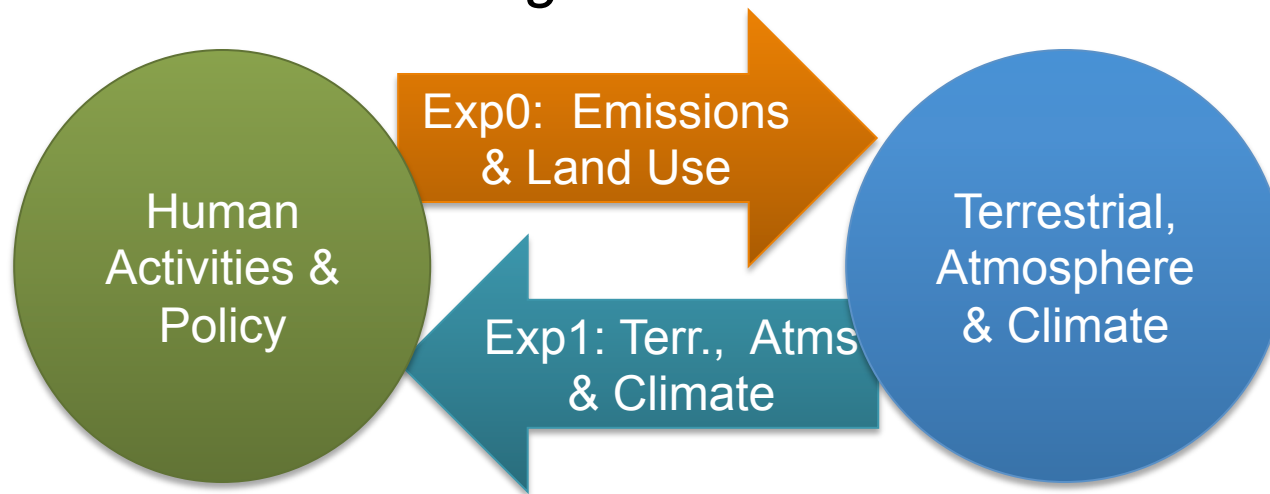 Human
Activities &
Policy
Exp0: Emissions
& Land Use
Exp1: Terr., Atms
& Climate
Terrestrial,
Atmosphere
& Climate